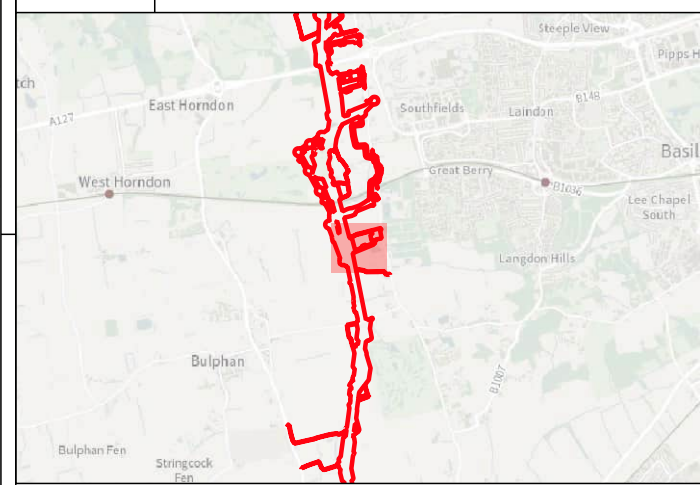 Steeple View
Pipps H
tch
East Horndon
Southfields
Laindon
B148
A127
Basil
West Horndon
Great Berry
B1036
Lee Chapel
South
Langdon Hills
Bulphan
B1007
Bulphan Fen
Stringcock
Fen